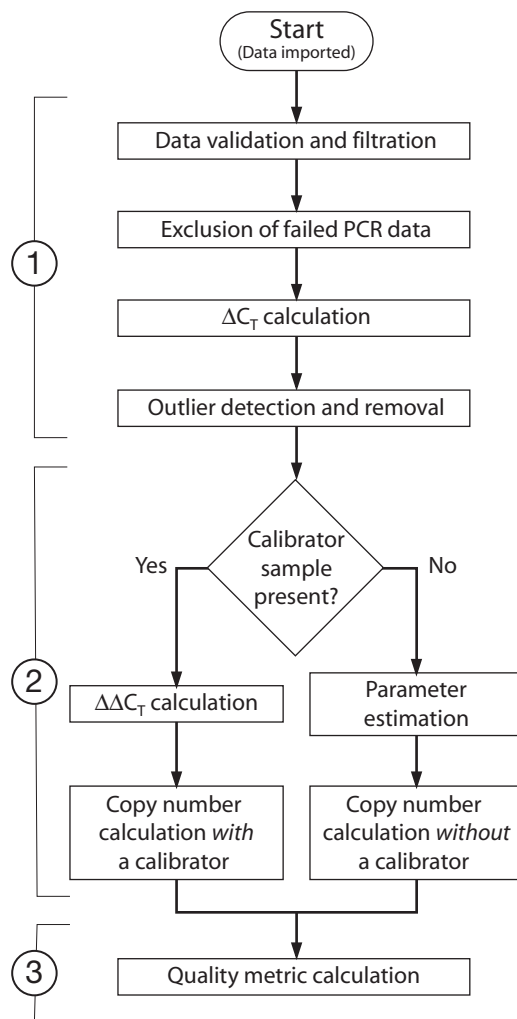 Start
(Data imported)
Data validation and filtration
Exclusion of failed PCR data
1
ΔC_T calculation
Outlier detection and removal
Calibrator
sample
present?
Yes
No
2
ΔΔC_T calculation
Parameter
estimation
Copy number
calculation with
a calibrator
Copy number
calculation without
a calibrator
3
Quality metric calculation